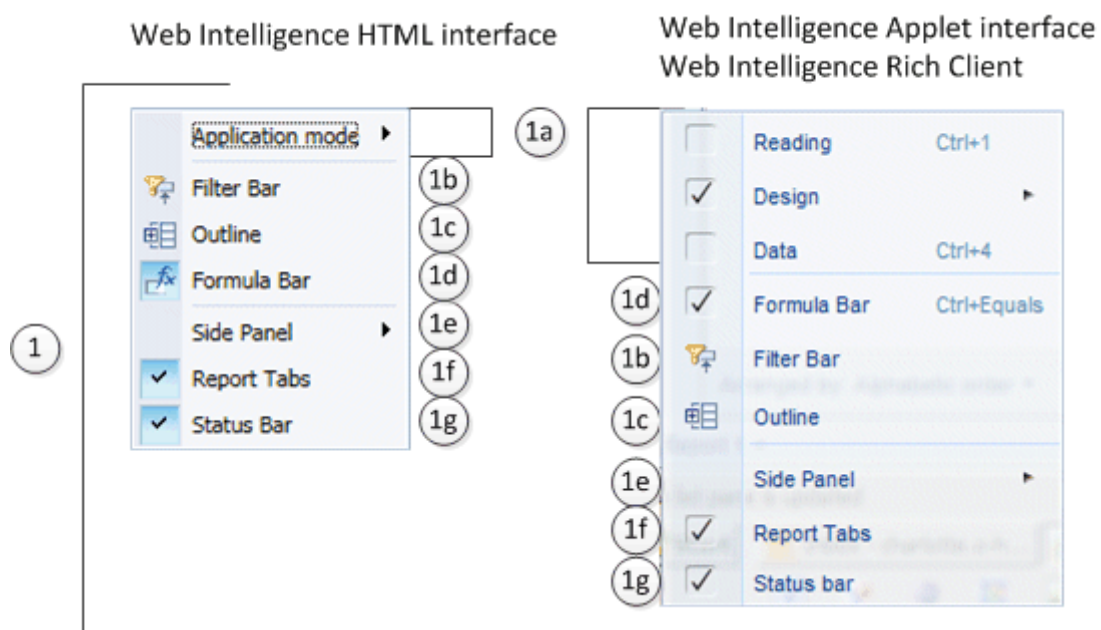 Web Intelligence HTML interface
Web Intelligence Applet interface
Web Intelligence Rich Client
1
Application mode
1a
Filter Bar
1b
Outline
1c
Formula Bar
1d
Side Panel
1e
Report Tabs
1f
Status Bar
1g
Reading Ctrl+1
Design
Data Ctrl+4
1d Formula Bar Ctrl+Equals
1b Filter Bar
1c Outline
1e Side Panel
1f Report Tabs
1g Status bar